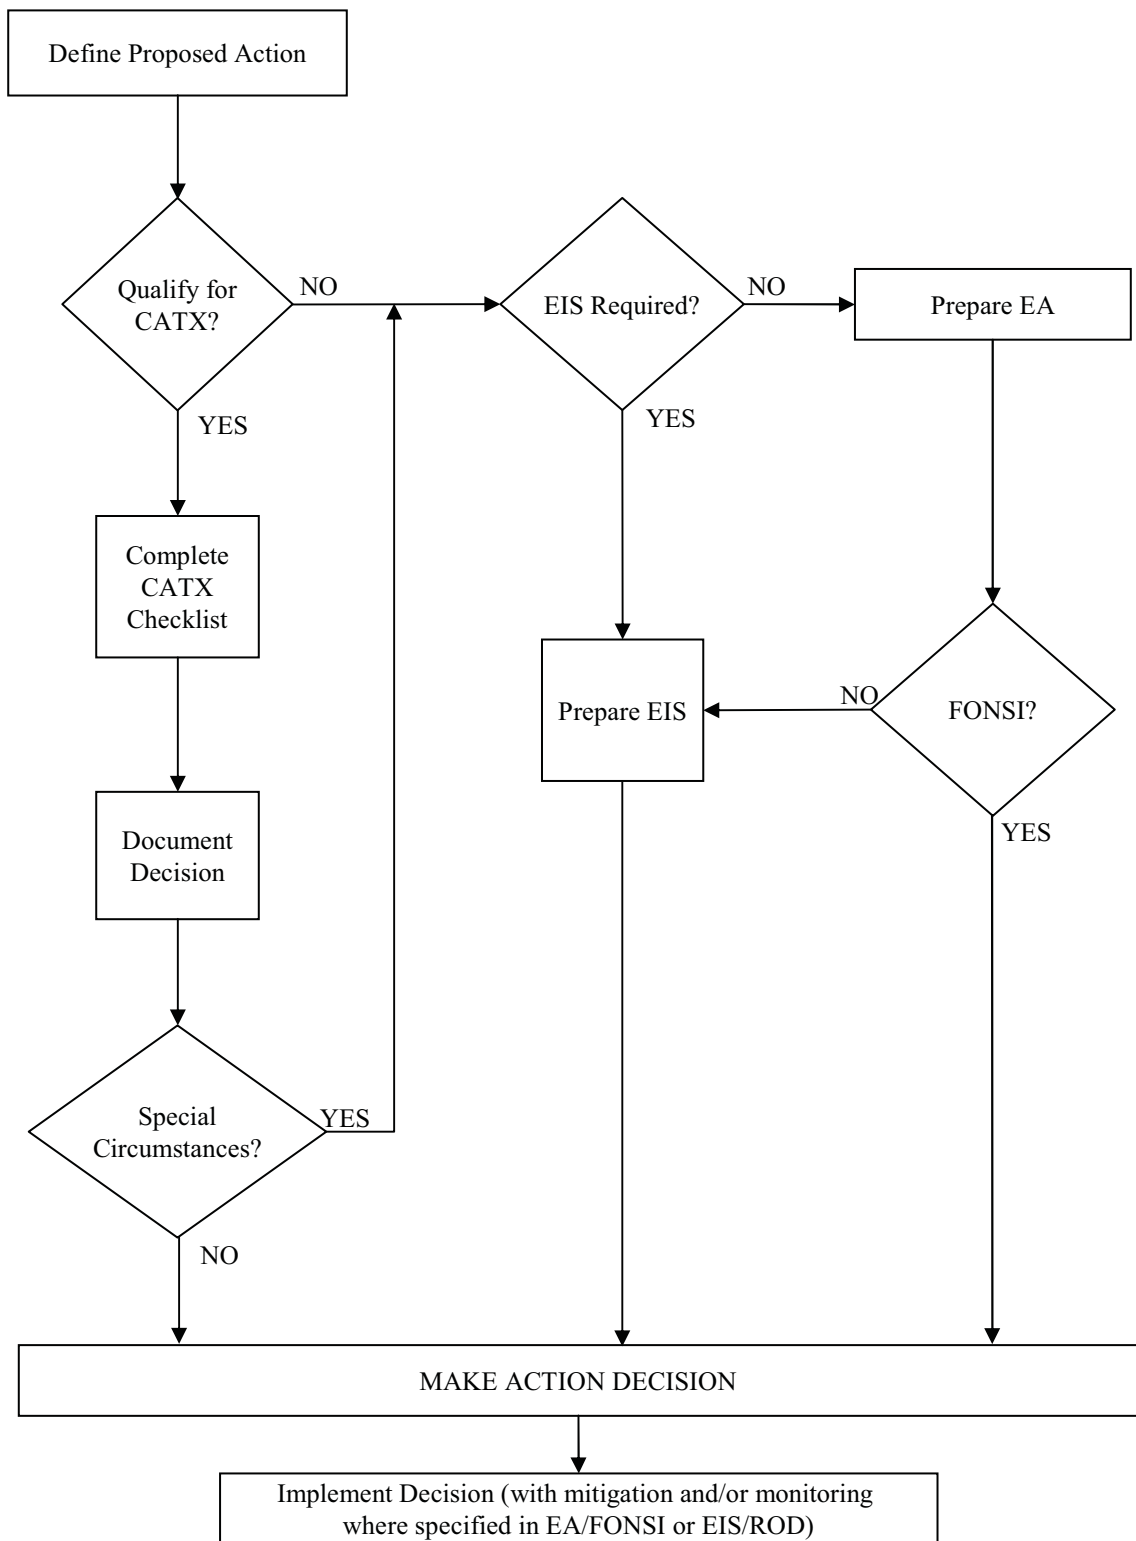 Define Proposed Action
Qualify for
CATX?
NO
YES
EIS Required?
NO
YES
Prepare EA
Complete
CATX
Checklist
Prepare EIS
NO
FONSI?
YES
Document
Decision
Special
Circumstances?
YES
NO
MAKE ACTION DECISION
Implement Decision (with mitigation and/or monitoring
where specified in EA/FONSI or EIS/ROD)